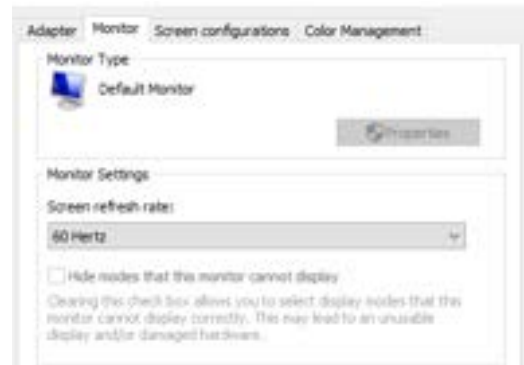 Adapter Monitor Screen configurations Color Management
Monitor Type
Default Monitor
Properties
Monitor Settings
Screen refresh rate:
60 Hertz
Hide modes that this monitor cannot display
Clearing this check box allows you to select display modes that this
monitor cannot display correctly. This may lead to an unusable
display and/or damaged hardware.